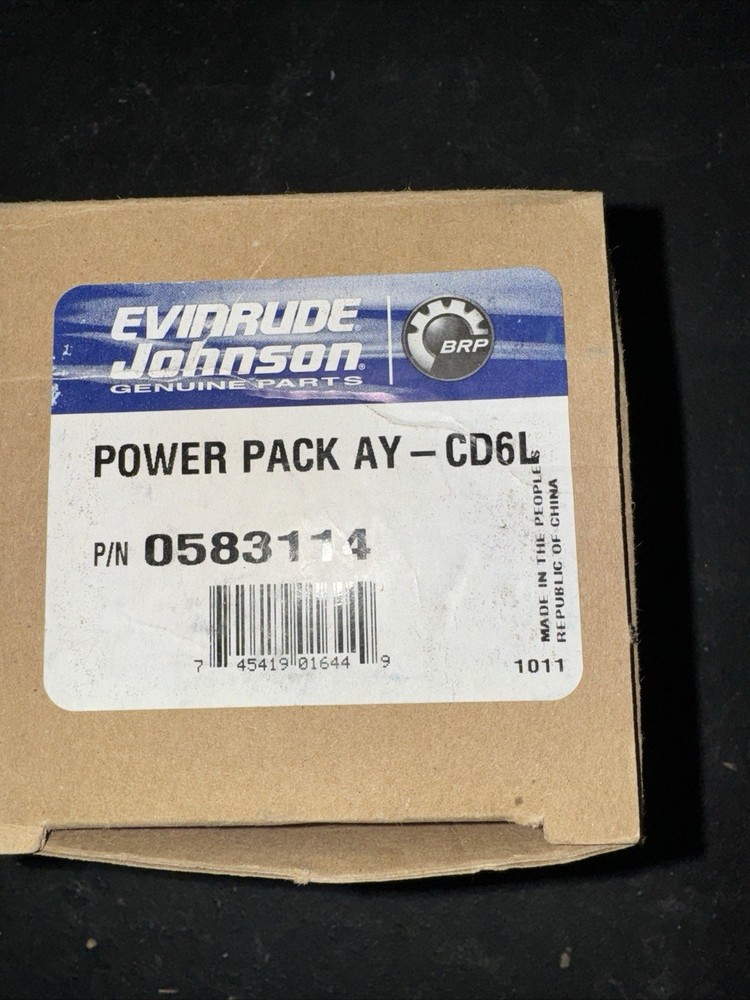 EVINRUDE
Johnson®
GENUINE PARTS
BRP
POWER PACK AY – CD6L
P/N 0583114
7 45419 01644 9
1011
MADE IN THE PEOPLE'S
REPUBLIC OF CHINA